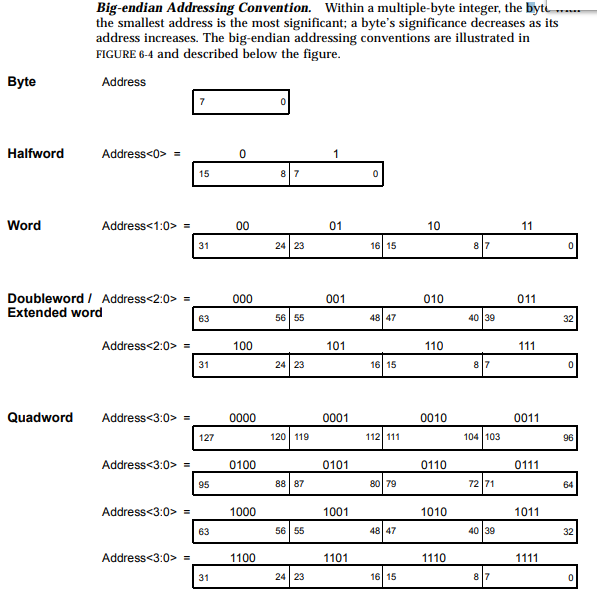 Big-endian Addressing Convention. Within a multiple-byte integer, the
the smallest address is the most significant; a byte's significance decreases as its
address increases. The big-endian addressing conventions are illustrated in
FIGURE 6-4 and described below the figure.
Byte Address
7 0
Halfword Address<0> = 0 1
15 8 7 0
Word Address<1:0> = 00 01 10 11
31 24 23 16 15 8 7 0
Doubleword / Address<2:0> = 000 001 010 011
Extended word
63 56 55 48 47 40 39 32
Address<2:0> = 100 101 110 111
31 24 23 16 15 8 7 0
Quadword Address<3:0> = 0000 0001 0010 0011
127 120 119 112 111 104 103 96
Address<3:0> = 0100 0101 0110 0111
95 88 87 80 79 72 71 64
Address<3:0> = 1000 1001 1010 1011
63 56 55 48 47 40 39 32
Address<3:0> = 1100 1101 1110 1111
31 24 23 16 15 8 7 0